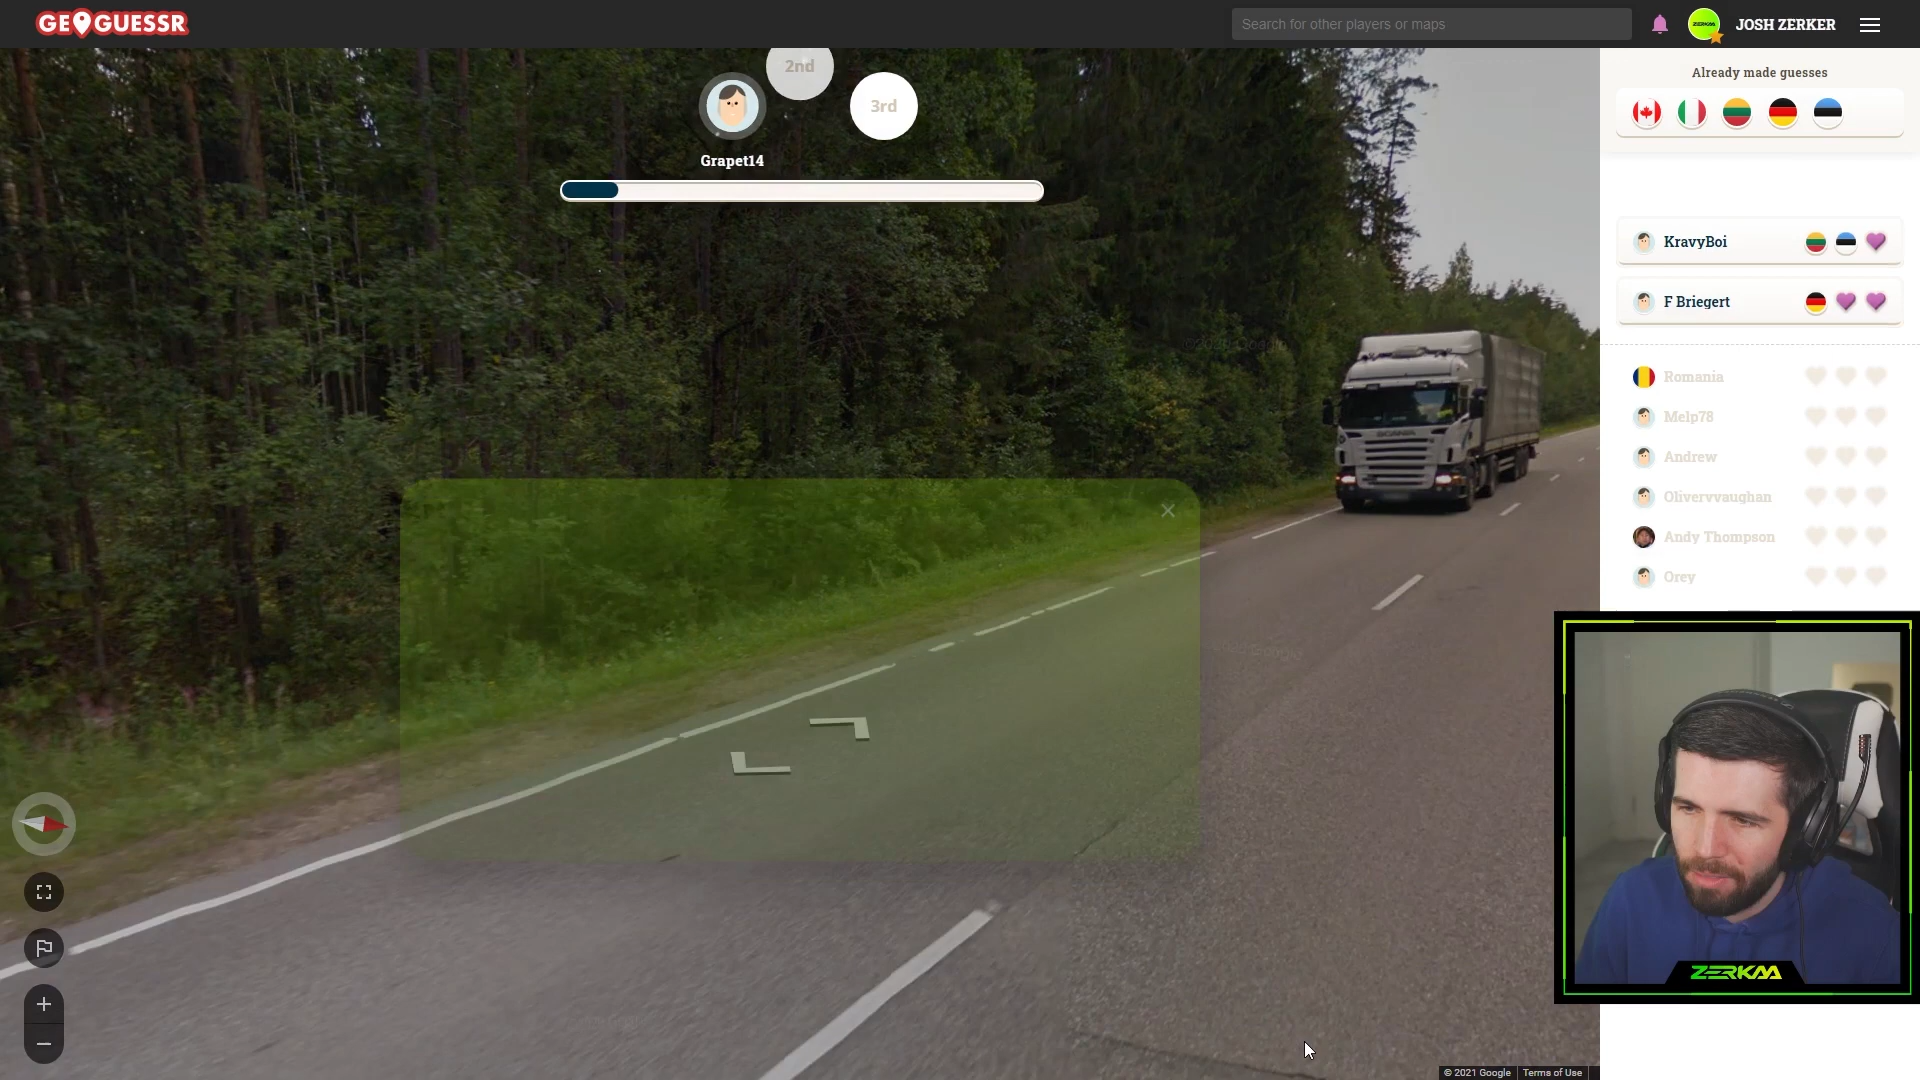 GEOGUESSR
Search for other players or maps
JOSH ZERKER
2nd
3rd
Grapet14
Already made guesses
KravyBoi
F Briegert
Romania
Melp78
Andrew
Olivervvaughan
Andy Thompson
Orey
SCANIA
ZERKAA
© 2021 Google
Terms of Use